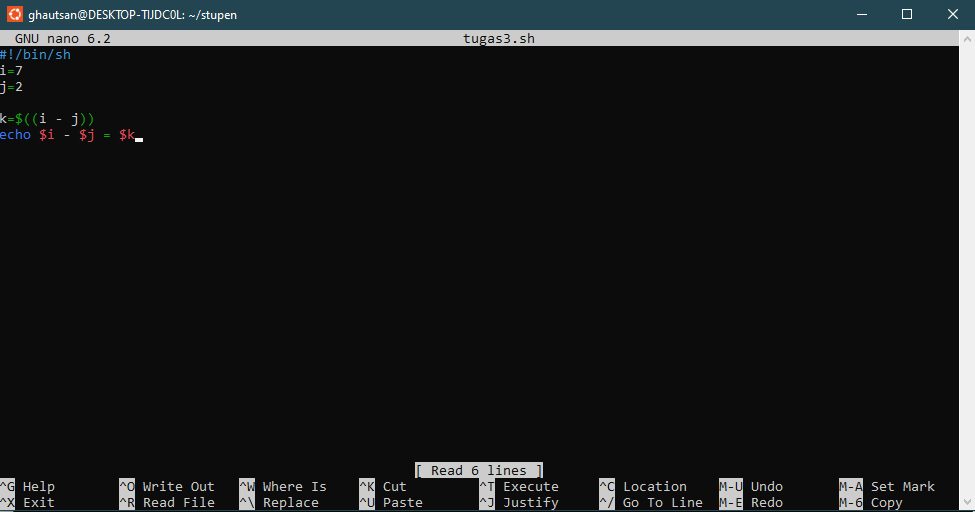 ghautsan@DESKTOP-TIJDC0L: ~/stupen
GNU nano 6.2 tugas3.sh
#!/bin/sh
i=7
j=2
k=$((i - j))
echo $i - $j = $k
[ Read 6 lines ]
^G Help ^O Write Out ^W Where Is ^K Cut ^T Execute ^C Location M-U Undo M-A Set Mark
^X Exit ^R Read File ^\ Replace ^U Paste ^J Justify ^/ Go To Line M-E Redo M-6 Copy